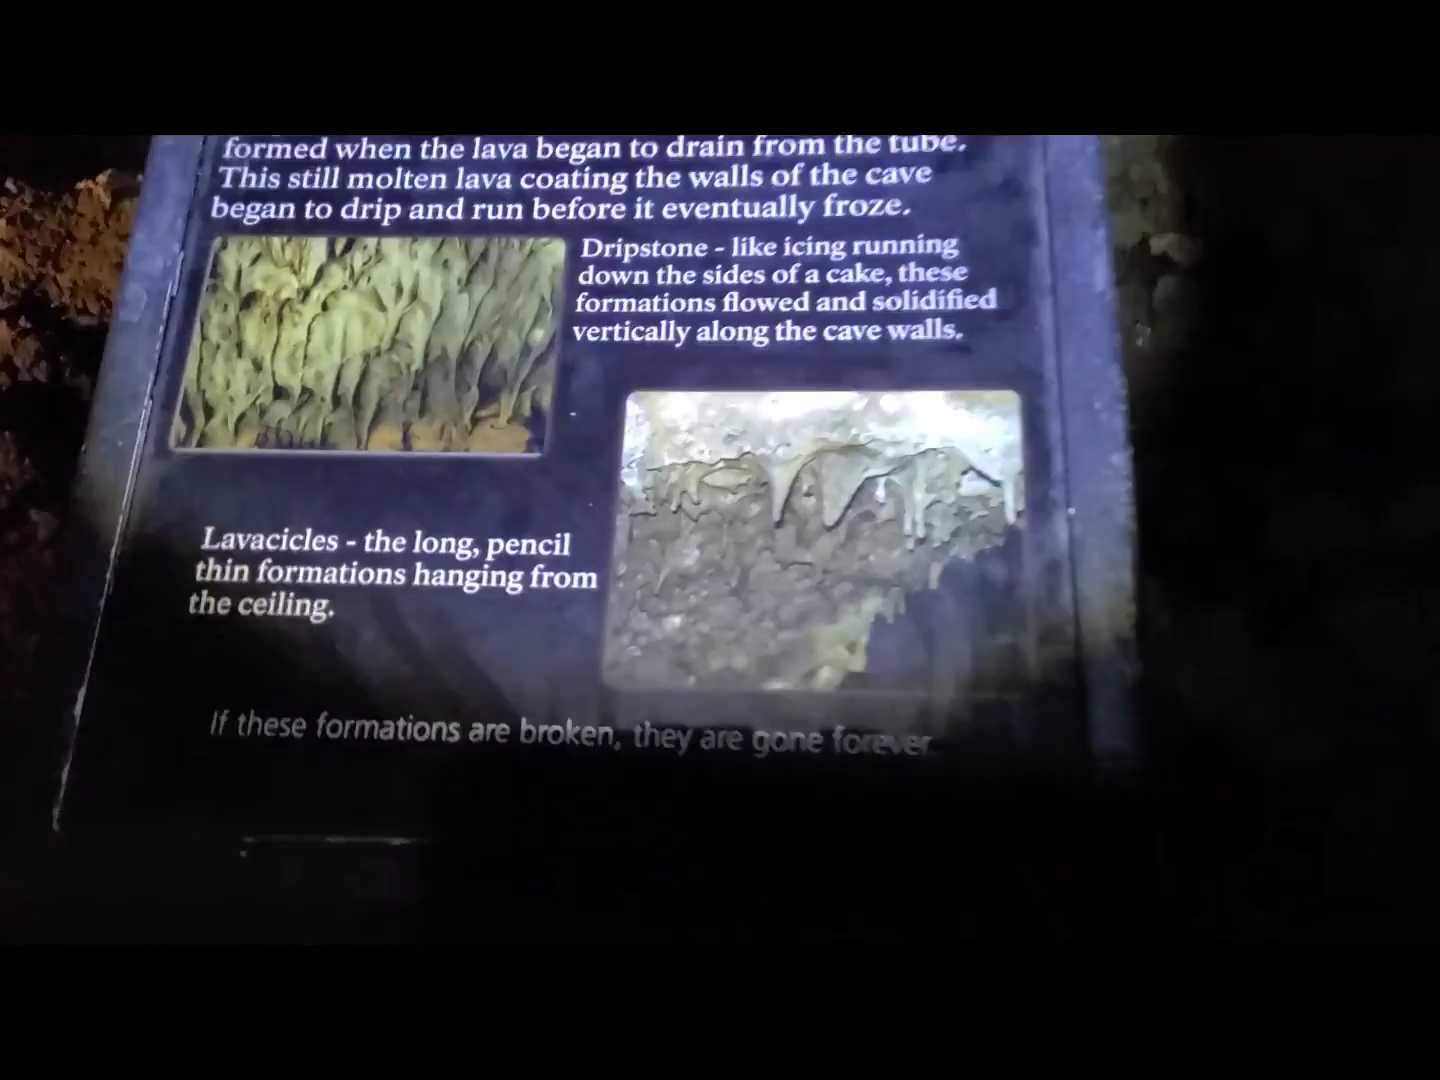 formed when the lava began to drain from the tube.
This still molten lava coating the walls of the cave
began to drip and run before it eventually froze.
Dripstone - like icing running
down the sides of a cake, these
formations flowed and solidified
vertically along the cave walls.
Lavacicles - the long, pencil
thin formations hanging from
the ceiling.
If these formations are broken, they are gone forever.